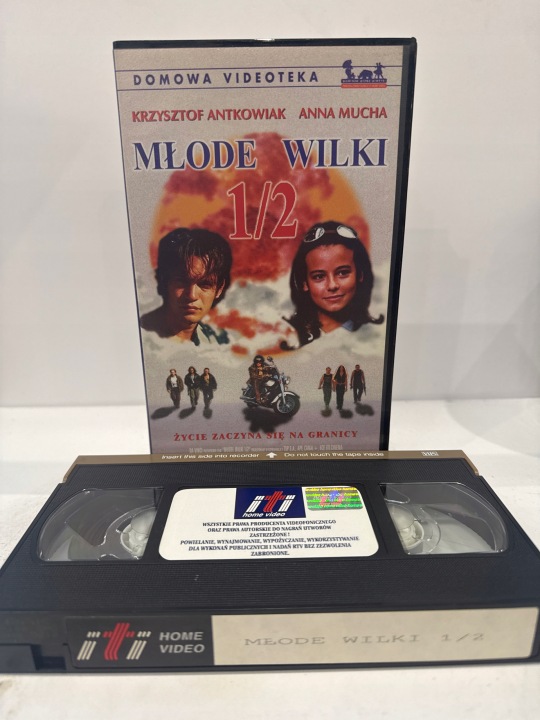 DOMOWA VIDEOTEKA
KRZYSZTOF ANTKOWIAK ANNA MUCHA
MŁODE WILKI
1/2
ŻYCIE ZACZYNA SIĘ NA GRANICY
Insert this side into recorder Do not touch the tape inside VHS
iti
home video
WSZYSTKIE PRAWA PRODUCENTA VIDEOFONICZNEGO
ORAZ PRAWA AUTORSKIE DO NAGRAŃ UTWORÓW
ZASTRZEŻONE !
POWIELANIE, WYNAJMOWANIE, WYPOŻYCZANIE, WYKORZYSTYWANIE
DLA WYKONAŃ PUBLICZNYCH I NADAŃ RTV BEZ ZEZWOLENIA
ZABRONIONE.
iti HOME
VIDEO
MŁODE WILKI 1/2